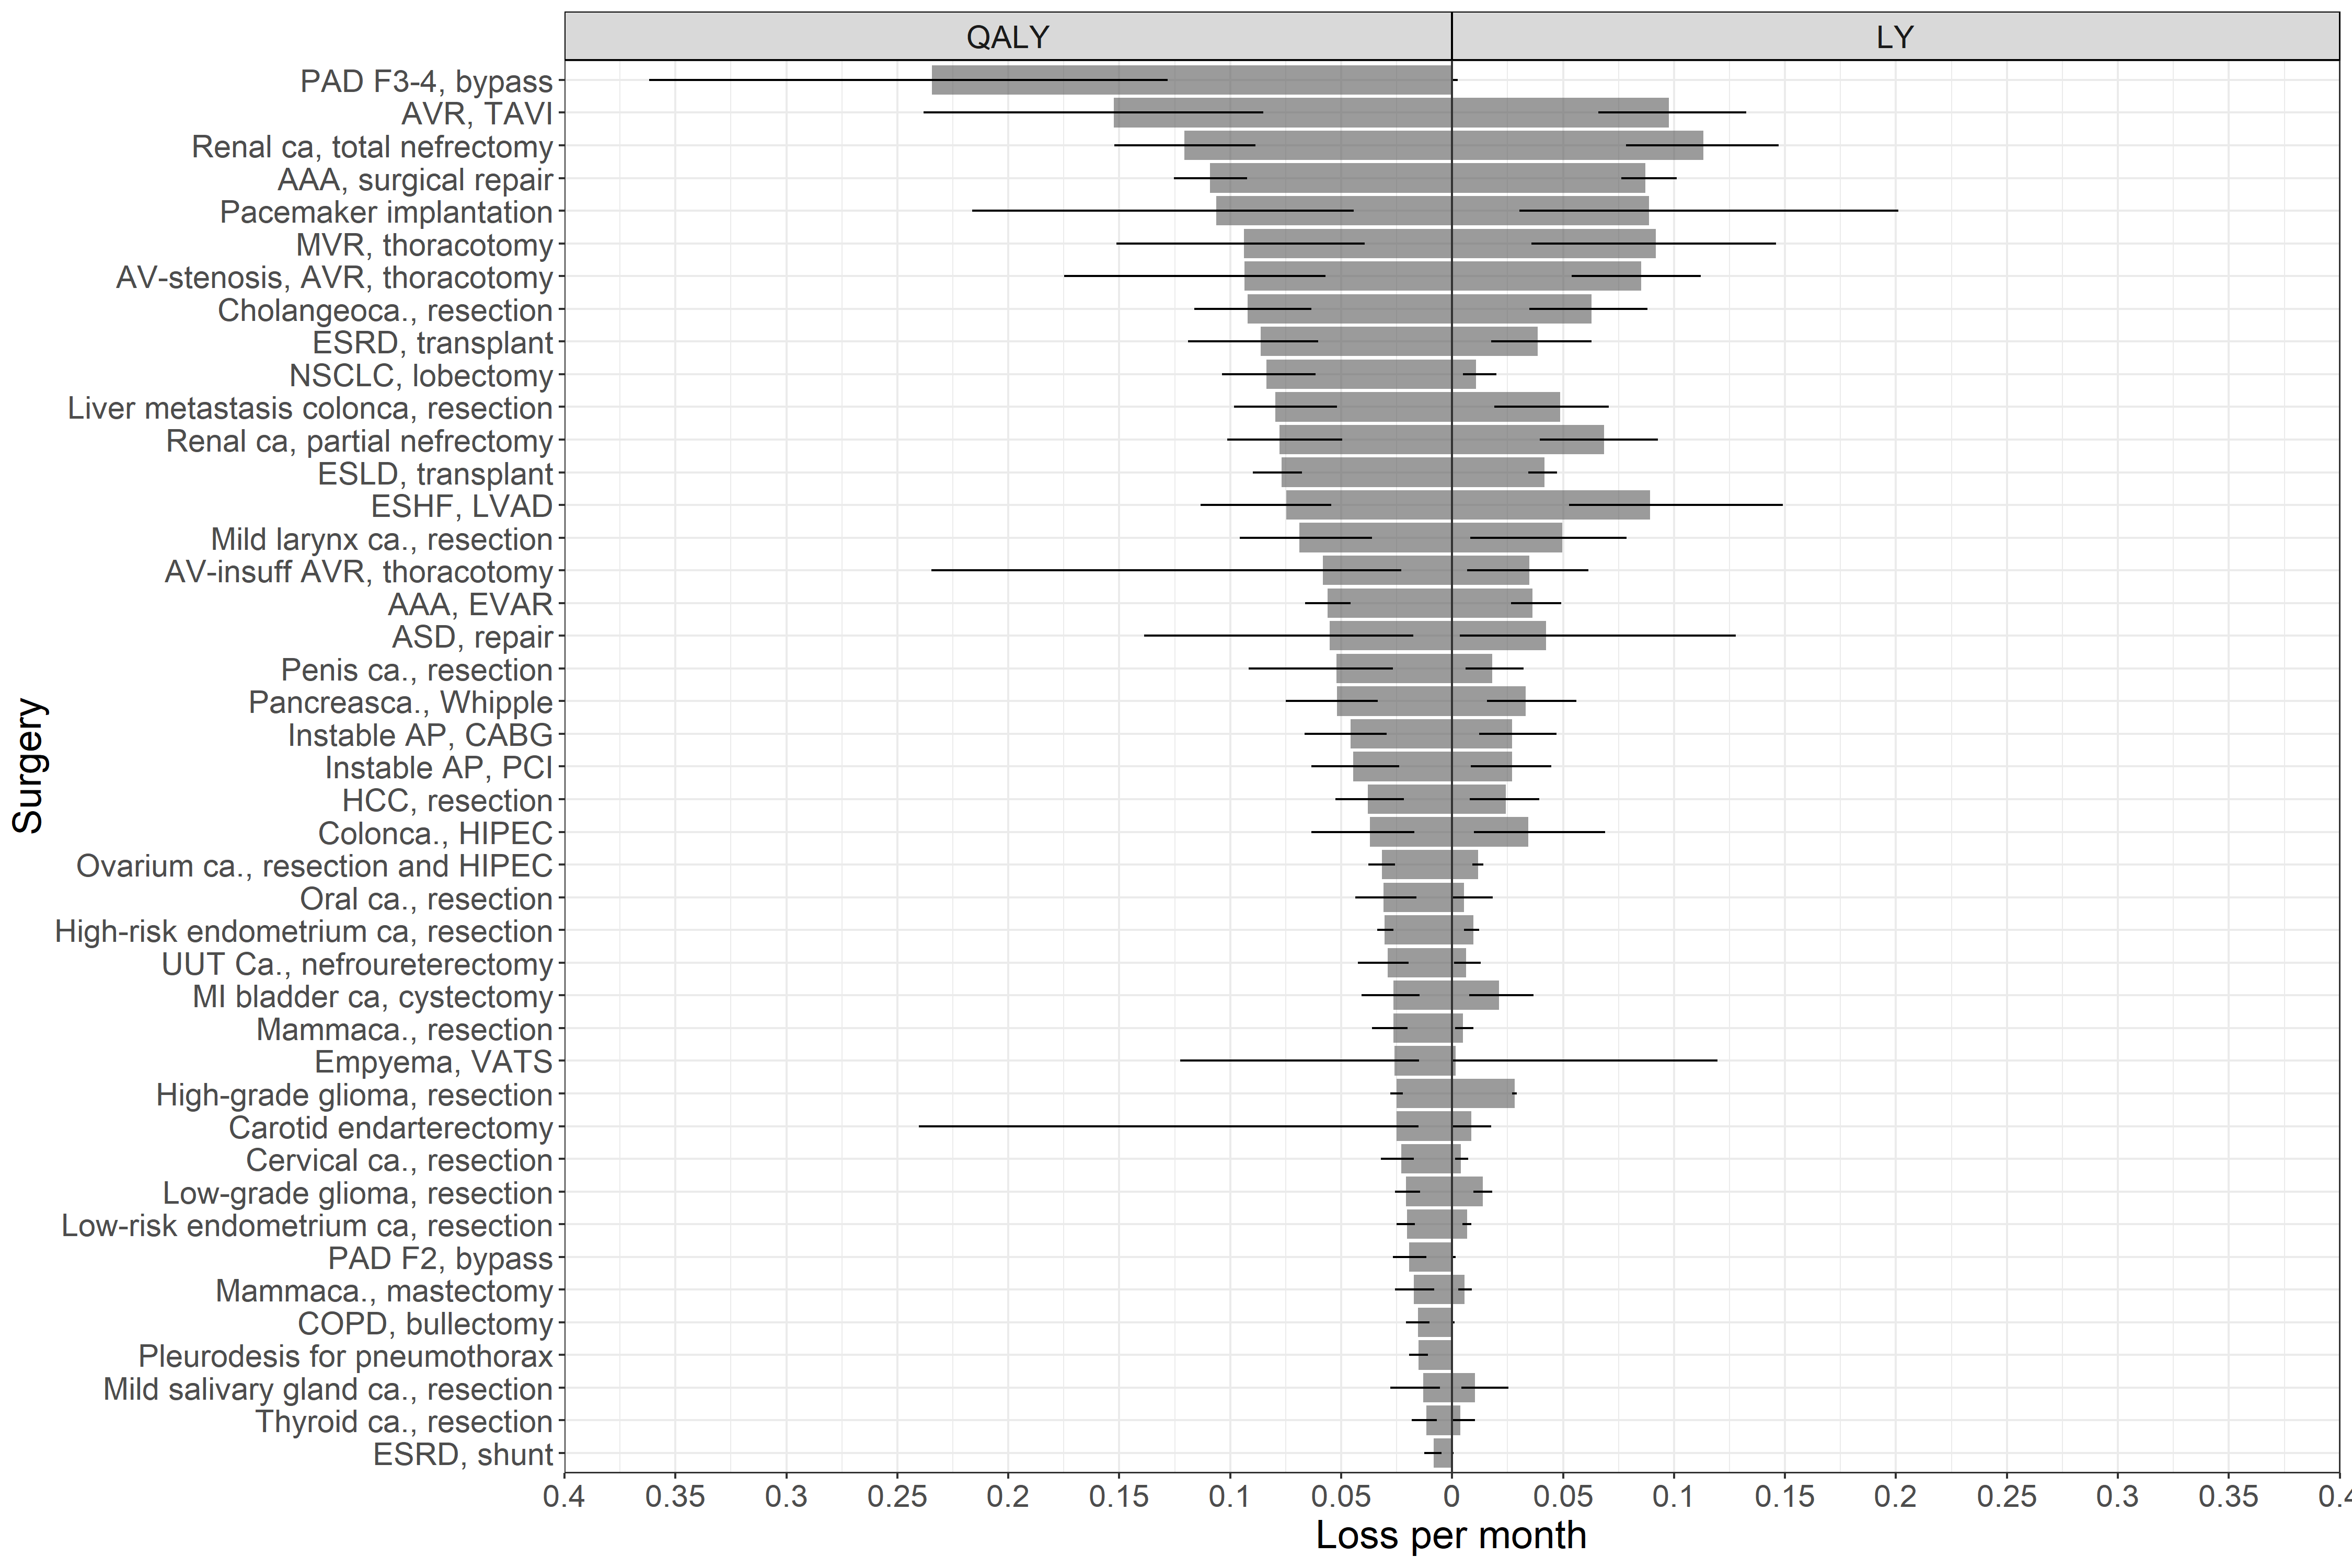 QALY LY
PAD F3-4, bypass
AVR, TAVI
Renal ca, total nefrectomy
AAA, surgical repair
Pacemaker implantation
MVR, thoracotomy
AV-stenosis, AVR, thoracotomy
Cholangeoca., resection
ESRD, transplant
NSCLC, lobectomy
Liver metastasis colonca, resection
Renal ca, partial nefrectomy
ESLD, transplant
ESHF, LVAD
Mild larynx ca., resection
AV-insuff AVR, thoracotomy
AAA, EVAR
ASD, repair
Penis ca., resection
Pancreasca., Whipple
Instable AP, CABG
Instable AP, PCI
HCC, resection
Colonca., HIPEC
Ovarium ca., resection and HIPEC
Oral ca., resection
High-risk endometrium ca, resection
UUT Ca., nefroureterectomy
MI bladder ca, cystectomy
Mammaca., resection
Empyema, VATS
High-grade glioma, resection
Carotid endarterectomy
Cervical ca., resection
Low-grade glioma, resection
Low-risk endometrium ca, resection
PAD F2, bypass
Mammaca., mastectomy
COPD, bullectomy
Pleurodesis for pneumothorax
Mild salivary gland ca., resection
Thyroid ca., resection
ESRD, shunt
Surgery
0.4 0.35 0.3 0.25 0.2 0.15 0.1 0.05 0 0.05 0.1 0.15 0.2 0.25 0.3 0.35 0.4
Loss per month